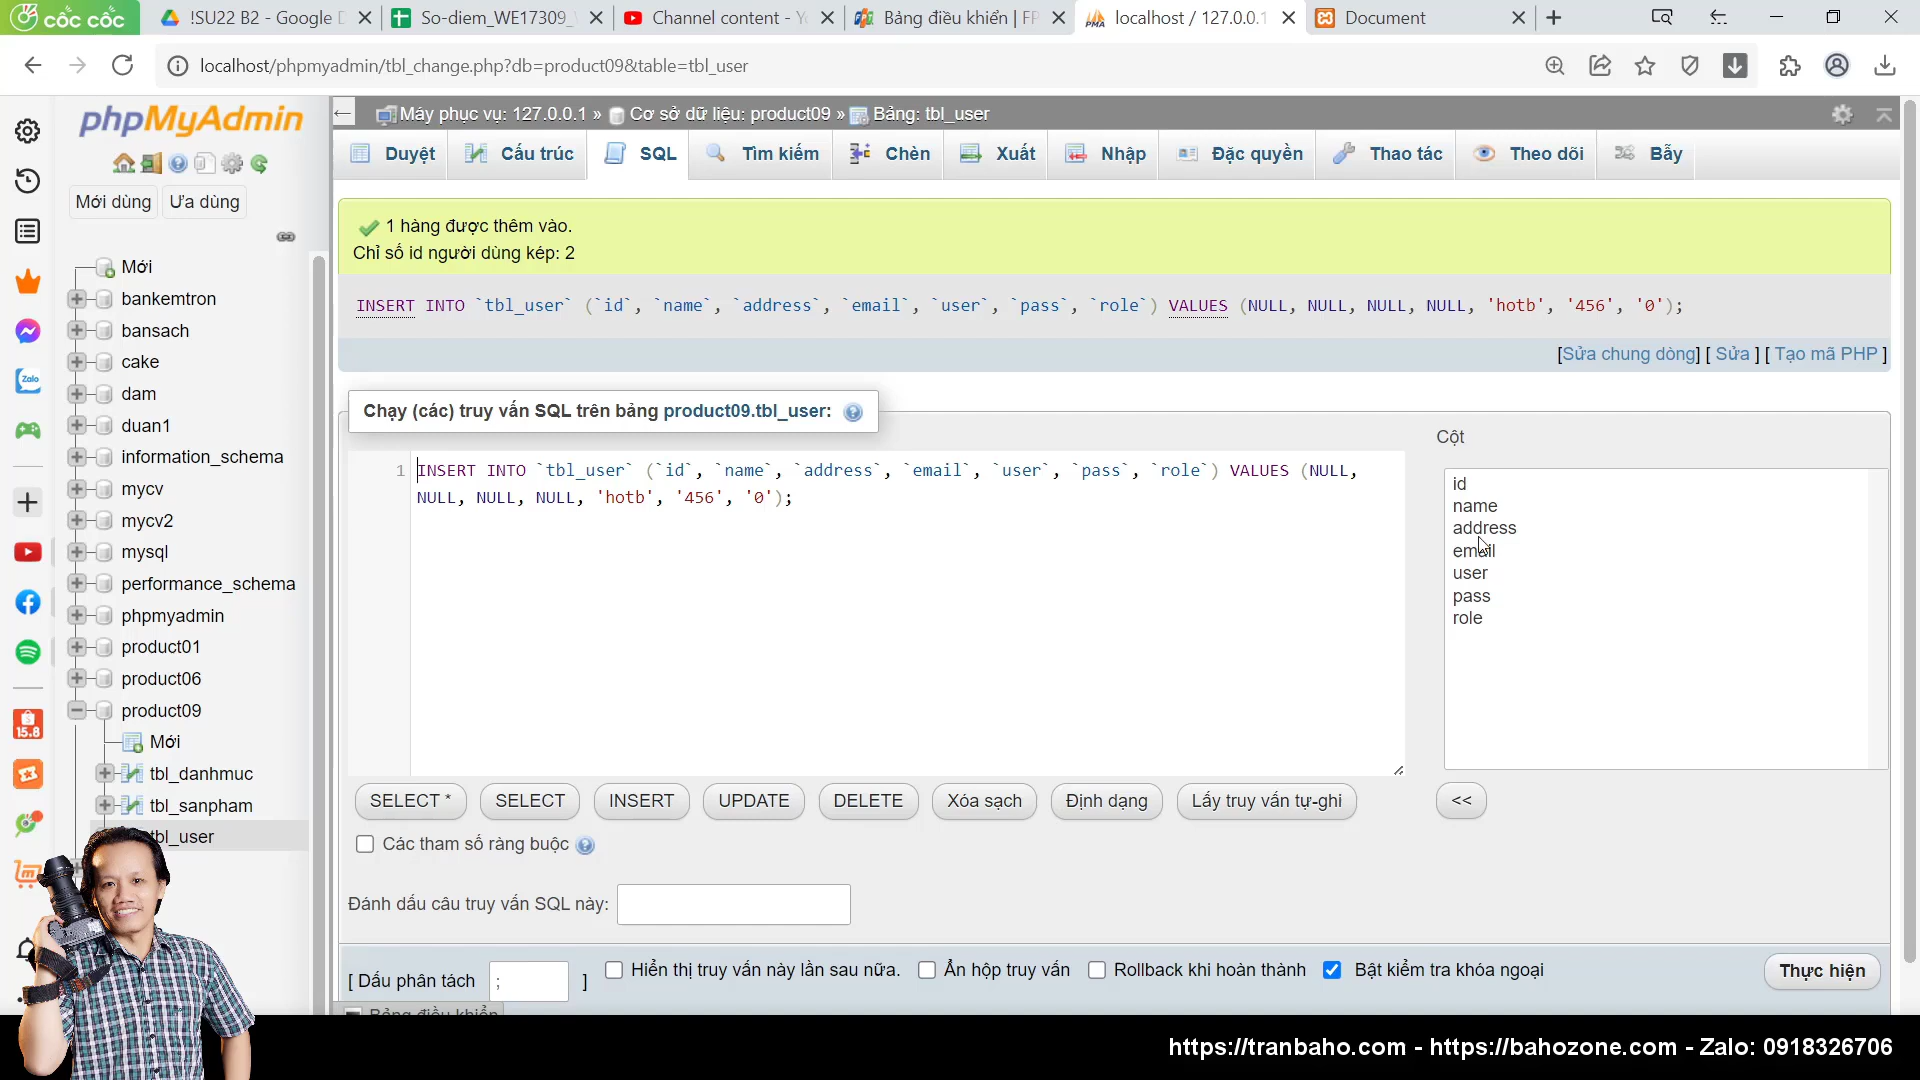 cốc cốc
!SU22 B2 - Google
So-diem_WE17309_
Channel content - Y
Bảng điều khiển | FP
localhost / 127.0.0.1
Document
localhost/phpmyadmin/tbl_change.php?db=product09&table=tbl_user
phpMyAdmin
Mới dùng
Ưa dùng
Mới
bankemtron
bansach
cake
dam
duan1
information_schema
mycv
mycv2
mysql
performance_schema
phpmyadmin
product01
product06
product09
Mới
tbl_danhmuc
tbl_sanpham
tbl_user
Zalo
15.8
Máy phục vụ: 127.0.0.1 » Cơ sở dữ liệu: product09 » Bảng: tbl_user
Duyệt
Cấu trúc
SQL
Tìm kiếm
Chèn
Xuất
Nhập
Đặc quyền
Thao tác
Theo dõi
Bẫy
1 hàng được thêm vào.
Chỉ số id người dùng kép: 2
INSERT INTO `tbl_user` (`id`, `name`, `address`, `email`, `user`, `pass`, `role`) VALUES (NULL, NULL, NULL, NULL, 'hotb', '456', '0');
[Sửa chung dòng] [ Sửa ] [ Tạo mã PHP ]
Chạy (các) truy vấn SQL trên bảng product09.tbl_user:
1 INSERT INTO `tbl_user` (`id`, `name`, `address`, `email`, `user`, `pass`, `role`) VALUES (NULL,
NULL, NULL, NULL, 'hotb', '456', '0');
Cột
id
name
address
email
user
pass
role
SELECT *
SELECT
INSERT
UPDATE
DELETE
Xóa sạch
Định dạng
Lấy truy vấn tự-ghi
<<
Các tham số ràng buộc
Đánh dấu câu truy vấn SQL này:
[ Dấu phân tách ; ]
Hiển thị truy vấn này lần sau nữa.
Ẩn hộp truy vấn
Rollback khi hoàn thành
Bật kiểm tra khóa ngoại
Thực hiện
Bảng điều khiển
https://tranbaho.com - https://bahozone.com - Zalo: 0918326706